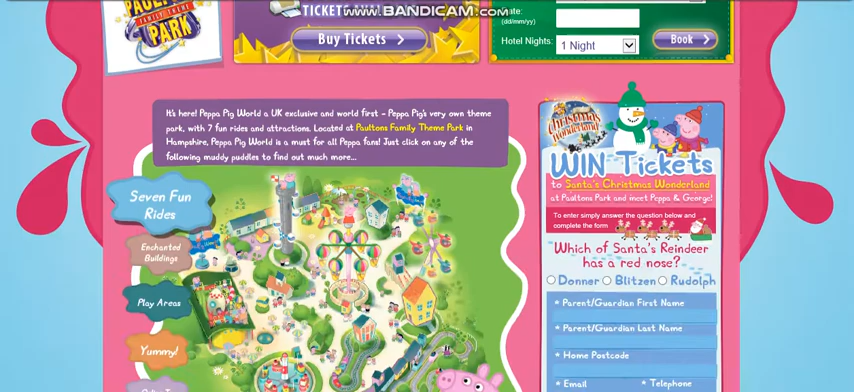 PAULTONS
FAMILY THEME
PARK
TICKETS
www.BANDICAM.com
Buy Tickets >
Date:
(dd/mm/yy)
Hotel Nights:
1 Night
Book >
It's here! Peppa Pig World a UK exclusive and world first - Peppa Pig's very own theme
park, with 7 fun rides and attractions. Located at Paultons Family Theme Park in
Hampshire, Peppa Pig World is a must for all Peppa fans! Just click on any of the
following muddy puddles to find out much more...
Seven Fun
Rides
Enchanted
Buildings
Play Areas
Yummy!
Christmas
Wonderland
WIN Tickets
to Santa's Christmas Wonderland
at Paultons Park and meet Peppa & George!
To enter simply answer the question below and
complete the form
Which of Santa's Reindeer
has a red nose?
Donner Blitzen Rudolph
* Parent/Guardian First Name
* Parent/Guardian Last Name
* Home Postcode
* Email * Telephone